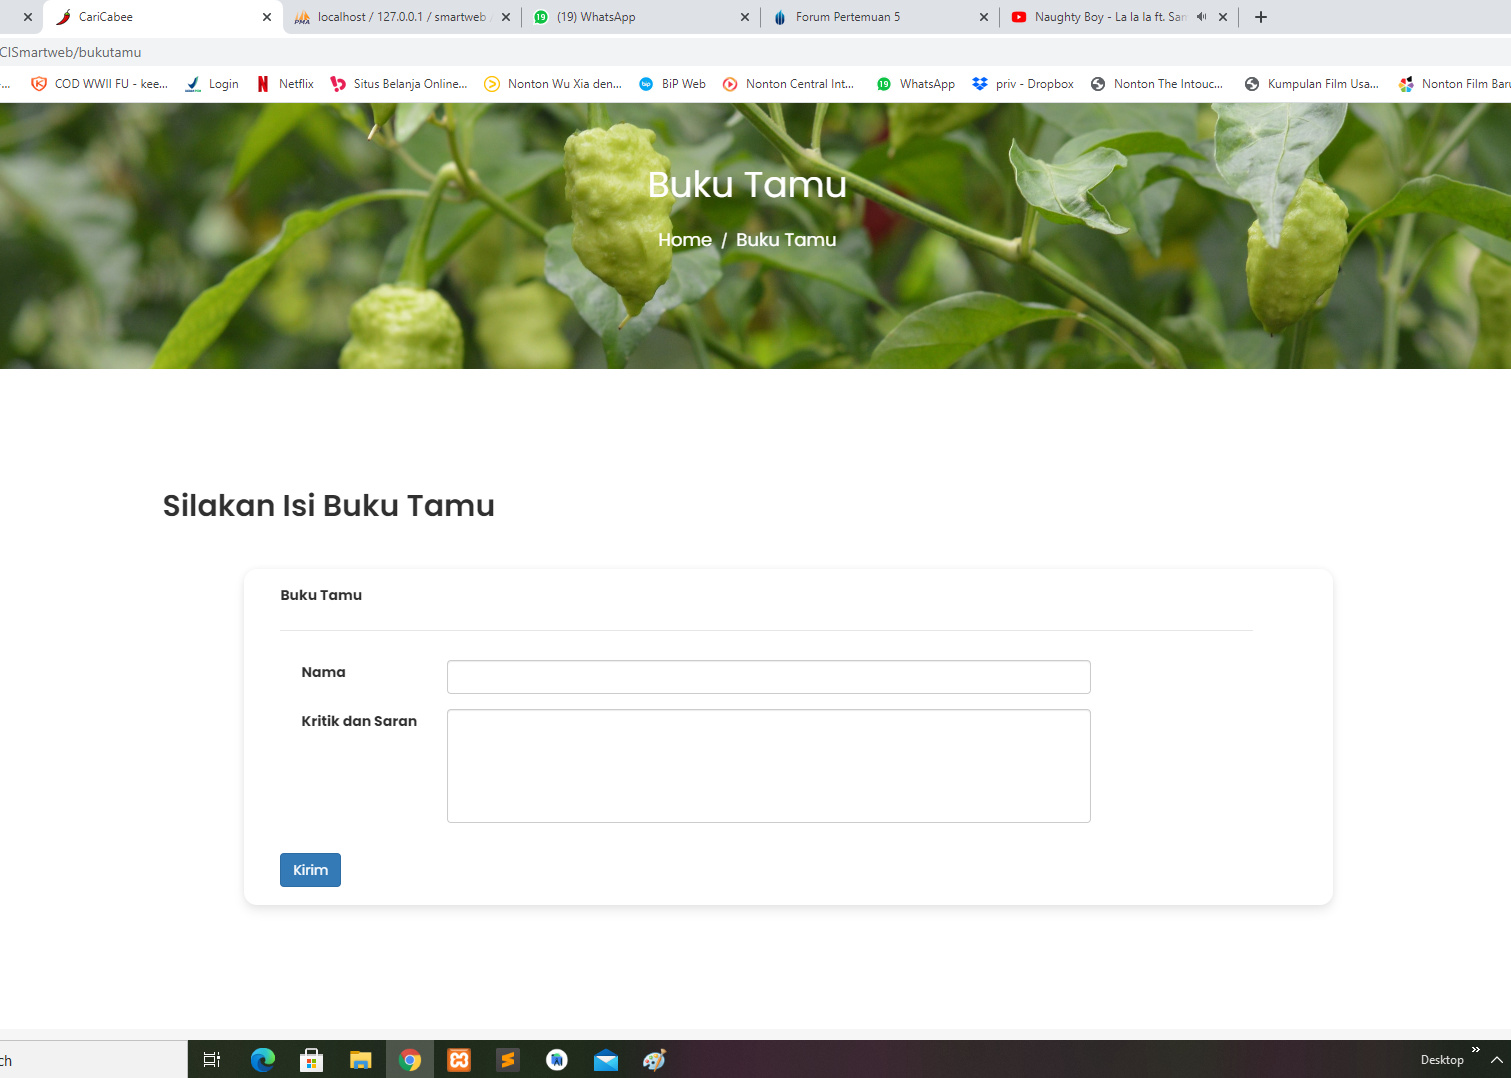 CariCabee
localhost / 127.0.0.1 / smartweb
(19) WhatsApp
Forum Pertemuan 5
Naughty Boy - La la la ft. San
CISmartweb/bukutamu
... COD WWII FU - kee... Login Netflix Situs Belanja Online... Nonton Wu Xia den... BiP Web Nonton Central Int... WhatsApp priv - Dropbox Nonton The Intouc... Kumpulan Film Usa... Nonton Film Baru
Buku Tamu
Home / Buku Tamu
Silakan Isi Buku Tamu
Buku Tamu
Nama
Kritik dan Saran
Kirim
ch
Desktop